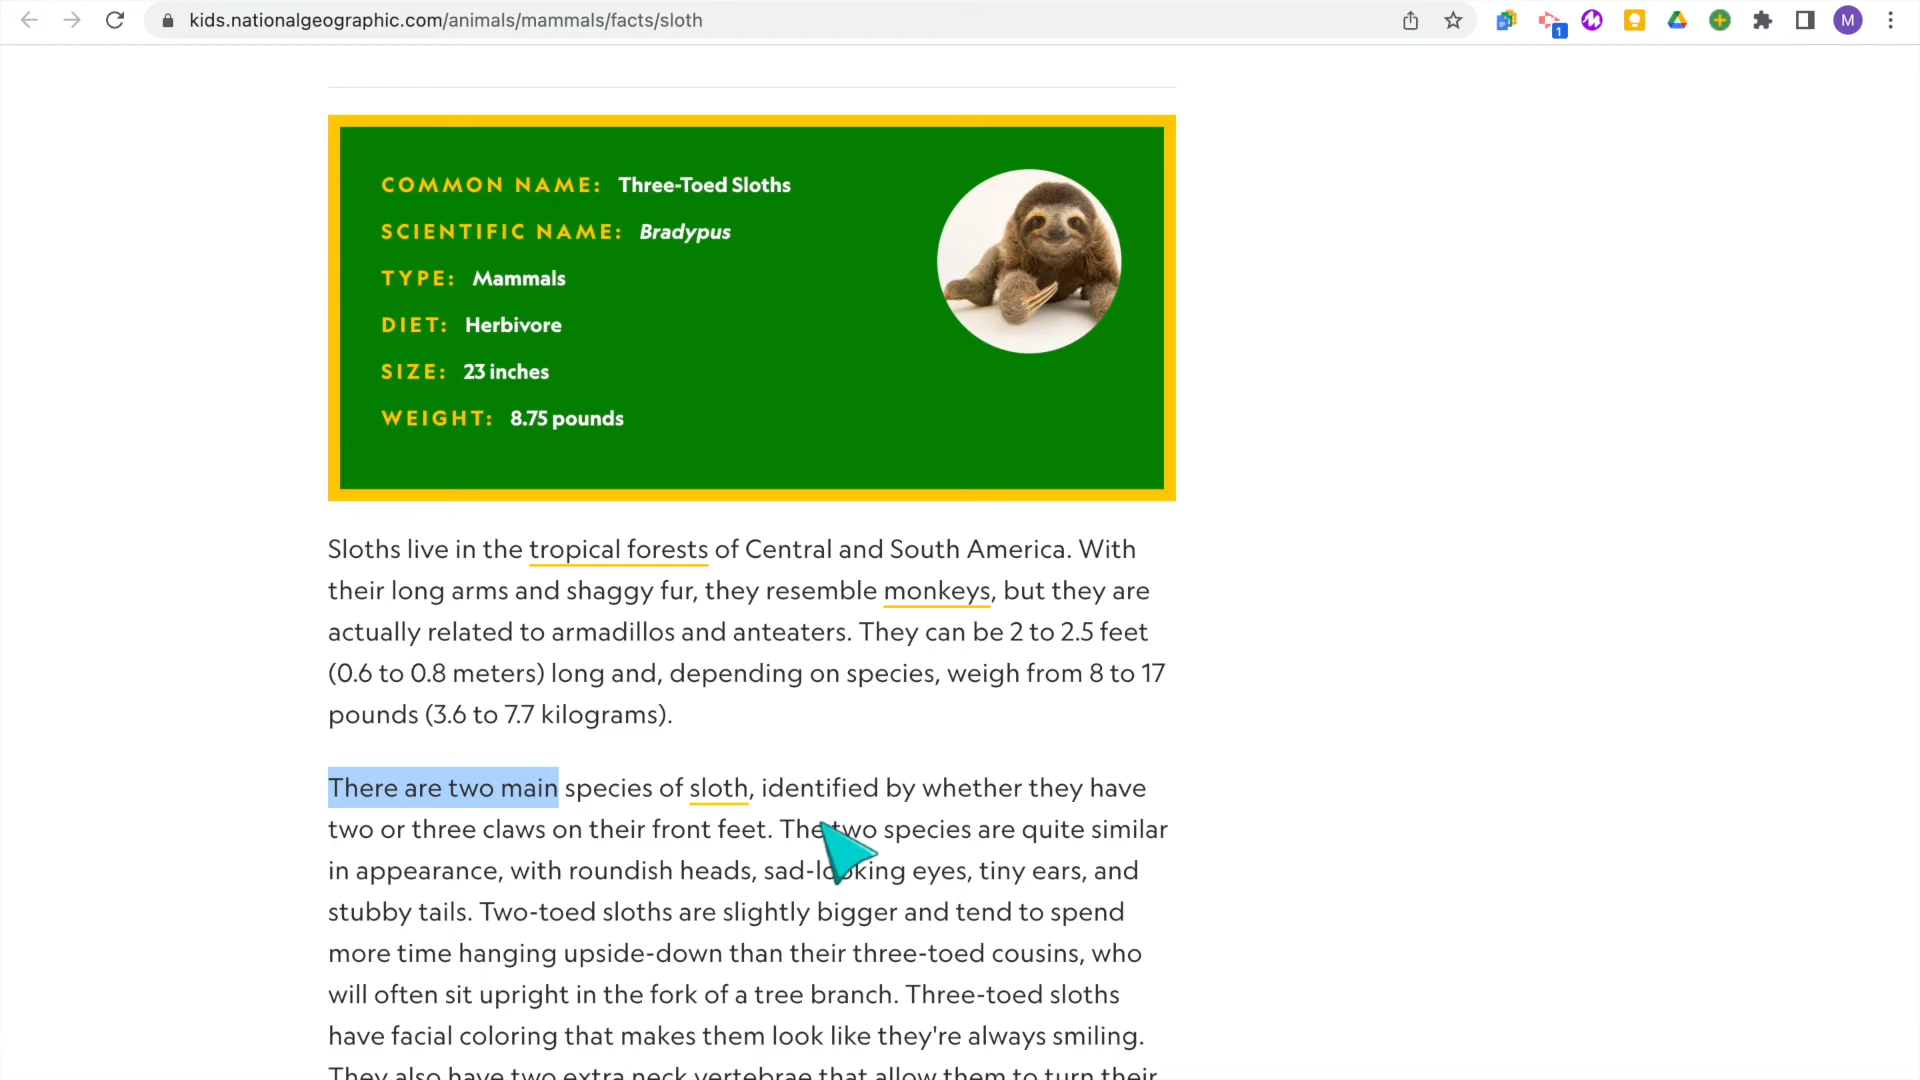 kids.nationalgeographic.com/animals/mammals/facts/sloth
1
M
COMMON NAME: Three-Toed Sloths
SCIENTIFIC NAME: Bradypus
TYPE: Mammals
DIET: Herbivore
SIZE: 23 inches
WEIGHT: 8.75 pounds
Sloths live in the tropical forests of Central and South America. With
their long arms and shaggy fur, they resemble monkeys, but they are
actually related to armadillos and anteaters. They can be 2 to 2.5 feet
(0.6 to 0.8 meters) long and, depending on species, weigh from 8 to 17
pounds (3.6 to 7.7 kilograms).
There are two main species of sloth, identified by whether they have
two or three claws on their front feet. The two species are quite similar
in appearance, with roundish heads, sad-looking eyes, tiny ears, and
stubby tails. Two-toed sloths are slightly bigger and tend to spend
more time hanging upside-down than their three-toed cousins, who
will often sit upright in the fork of a tree branch. Three-toed sloths
have facial coloring that makes them look like they're always smiling.
They also have two extra neck vertebrae that allow them to turn their